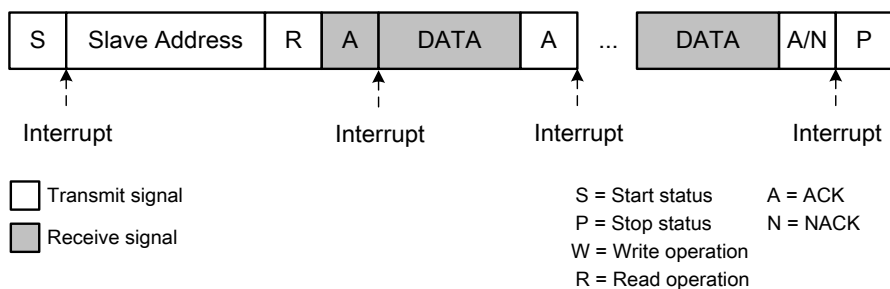 S Slave Address R A DATA A ... DATA A/N P
Interrupt Interrupt Interrupt Interrupt
Transmit signal
Receive signal
S = Start status A = ACK
P = Stop status N = NACK
W = Write operation
R = Read operation